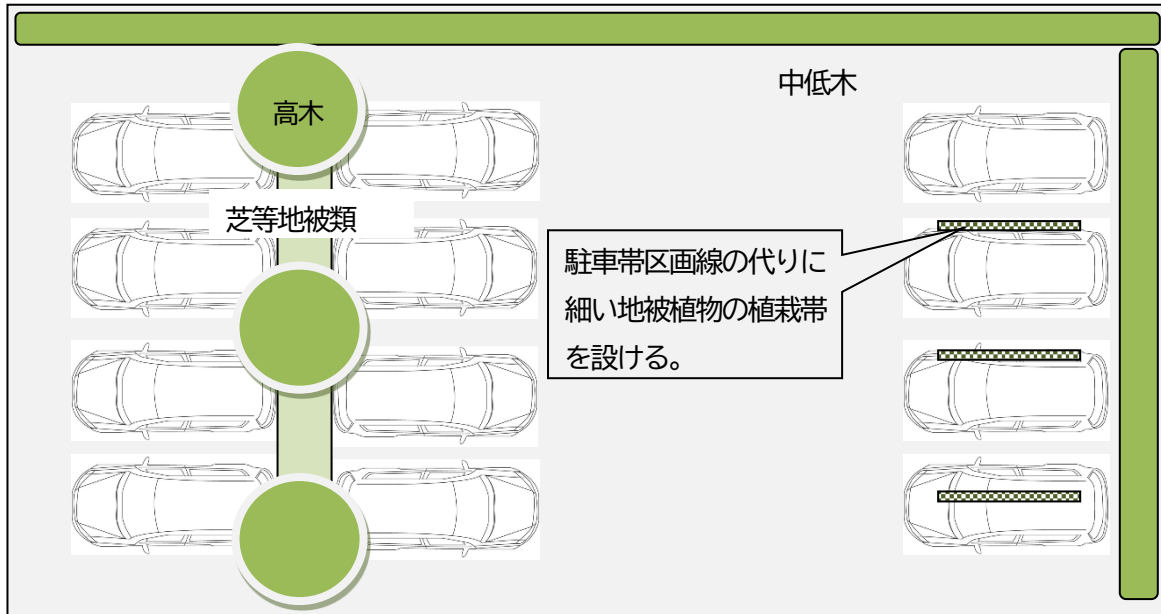 中低木
高木
芝等地被類
駐車帯区画線の代りに
細い地被植物の植栽帯
を設ける。